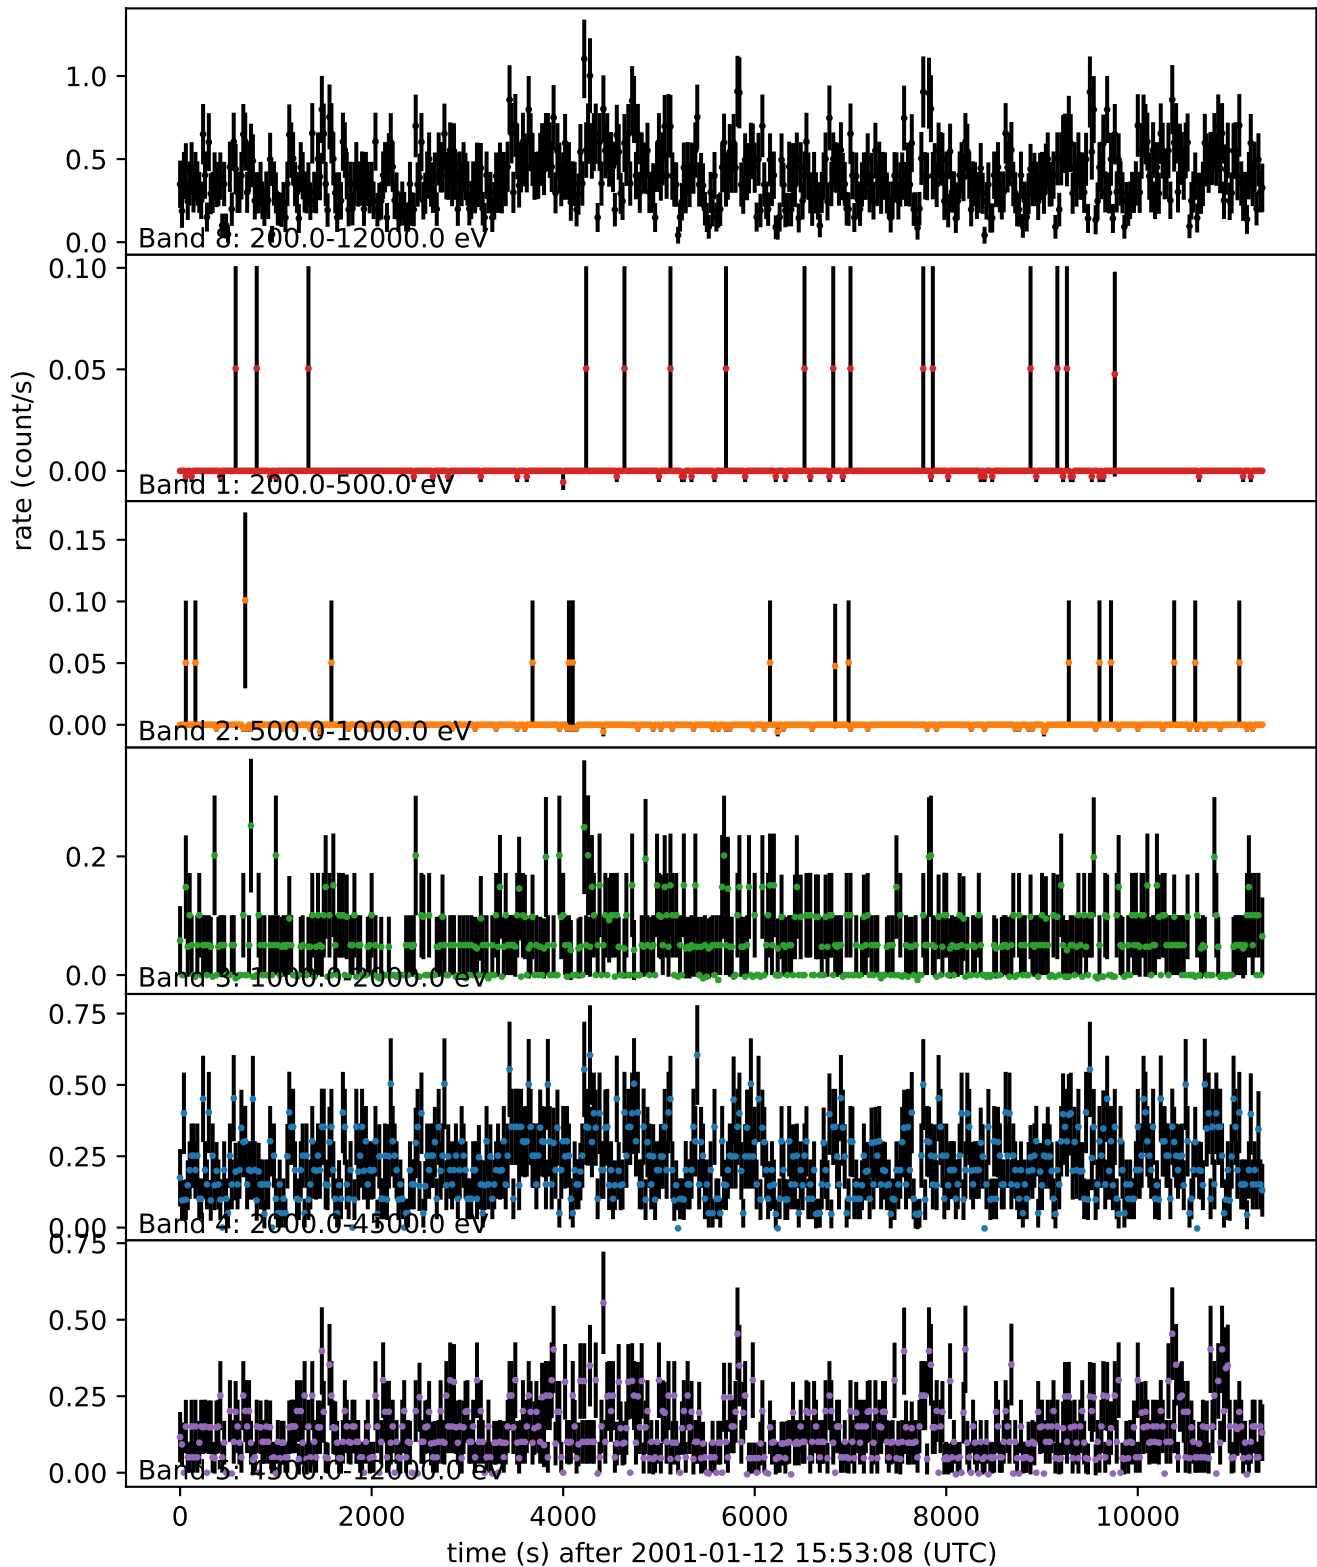 1.0
0.5
0.0
Band 8: 200.0-12000.0 eV
0.10
0.05
0.00
Band 1: 200.0-500.0 eV
rate (count/s)
0.15
0.10
0.05
0.00
Band 2: 500.0-1000.0 eV
0.2
0.0
Band 3: 1000.0-2000.0 eV
0.75
0.50
0.25
0.00
Band 4: 2000.0-4500.0 eV
0.75
0.50
0.25
0.00
Band 5: 4500.0-12000.0 eV
0 2000 4000 6000 8000 10000
time (s) after 2001-01-12 15:53:08 (UTC)